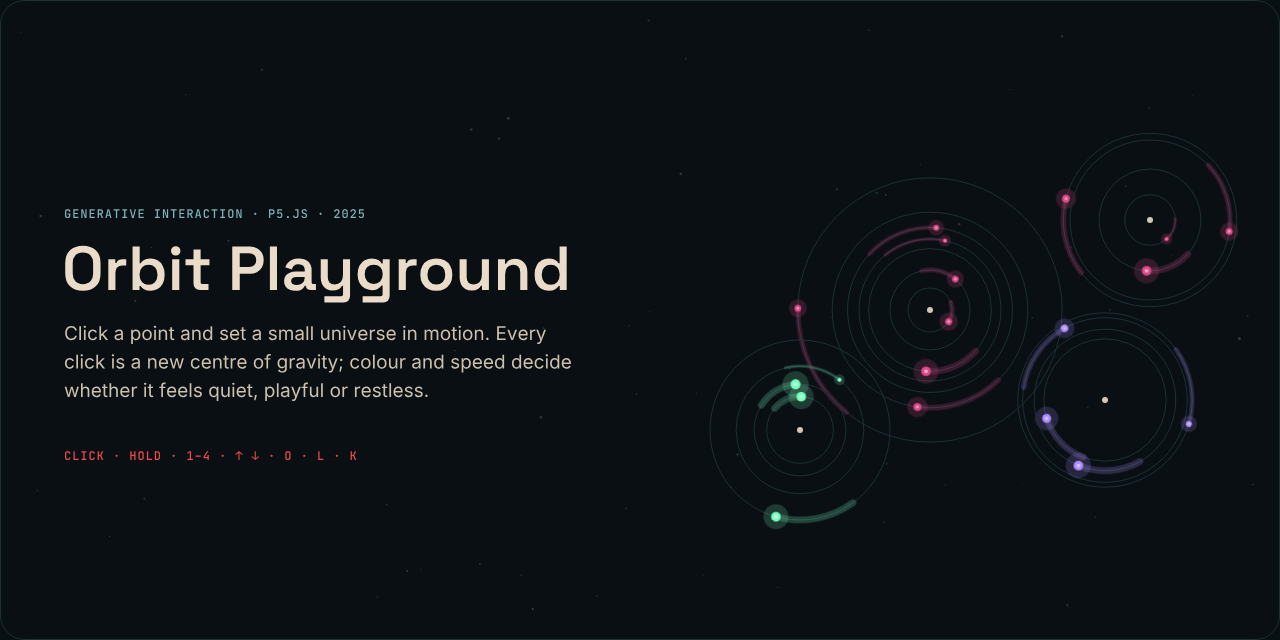 GENERATIVE INTERACTION · P5.JS · 2025
Orbit Playground
Click a point and set a small universe in motion. Every
click is a new centre of gravity; colour and speed decide
whether it feels quiet, playful or restless.
CLICK · HOLD · 1–4 · ↑ ↓ · O · L · K